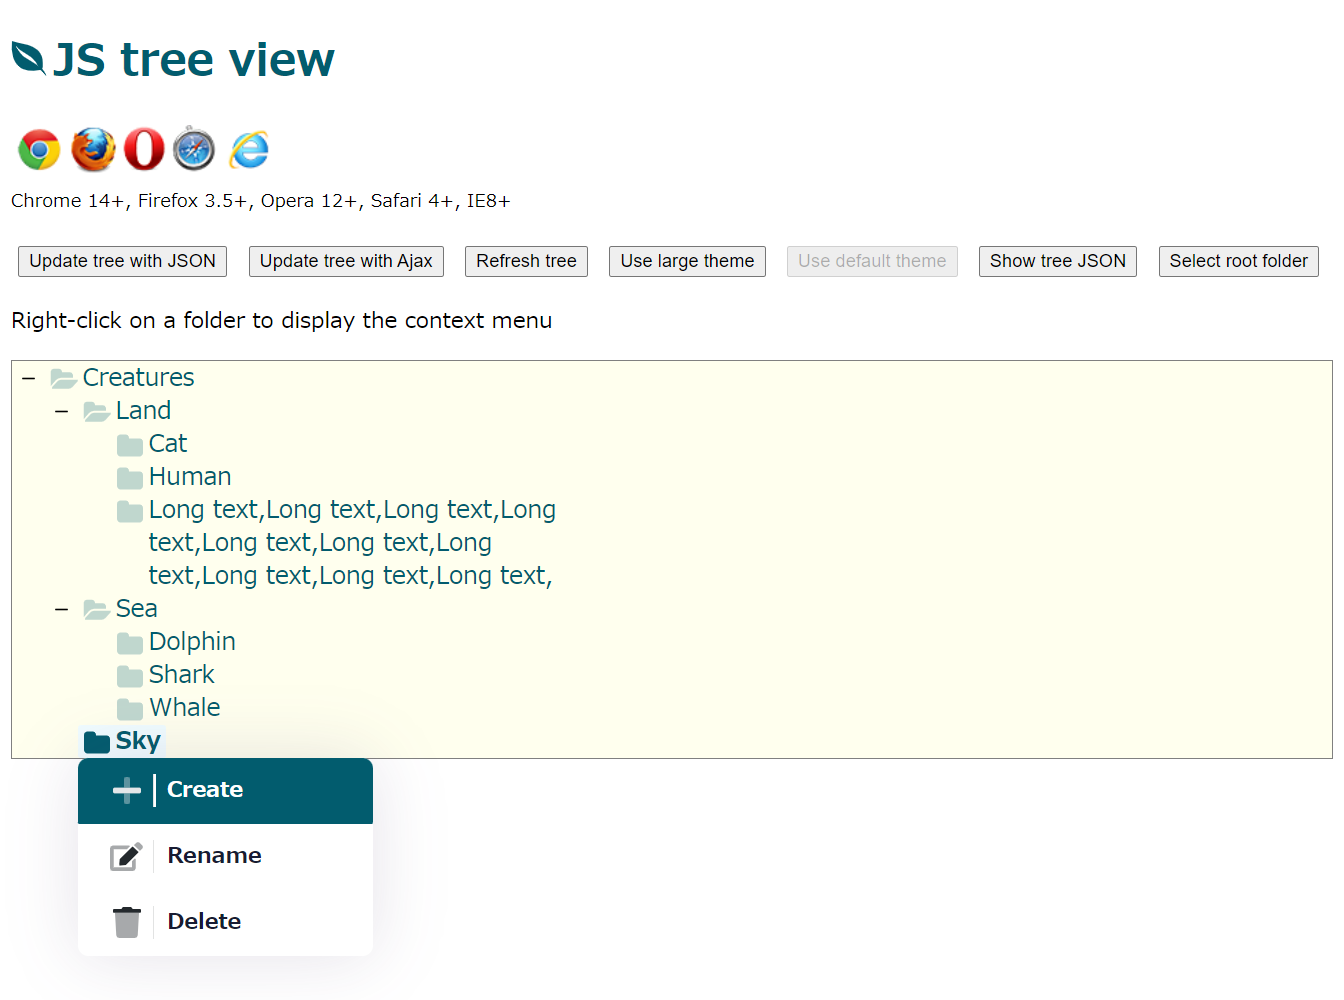 JS tree view
Chrome 14+, Firefox 3.5+, Opera 12+, Safari 4+, IE8+
Update tree with JSON Update tree with Ajax Refresh tree Use large theme Use default theme Show tree JSON Select root folder
Right-click on a folder to display the context menu
Creatures
Land
Cat
Human
Long text,Long text,Long text,Long
text,Long text,Long text,Long
text,Long text,Long text,Long text,
Sea
Dolphin
Shark
Whale
Sky
Create
Rename
Delete